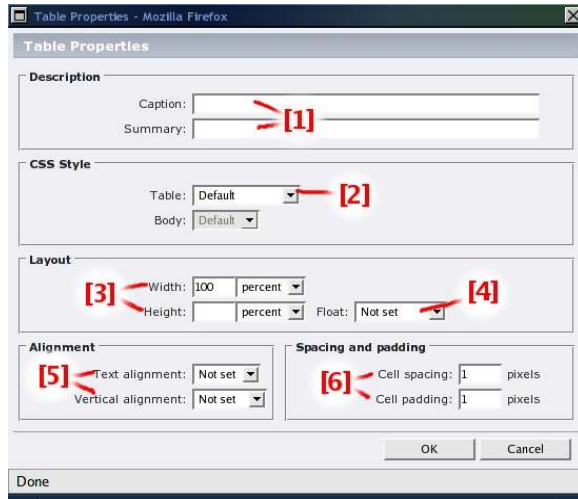 Table Properties - Mozilla Firefox
Table Properties
Description
Caption:
[1]
Summary:
CSS Style
Table: Default [2]
Body: Default
Layout
[3] Width: 100 percent [4]
Height: percent Float: Not set
Alignment
[5] Text alignment: Not set
Vertical alignment: Not set
Spacing and padding
[6] Cell spacing: 1 pixels
Cell padding: 1 pixels
OK Cancel
Done